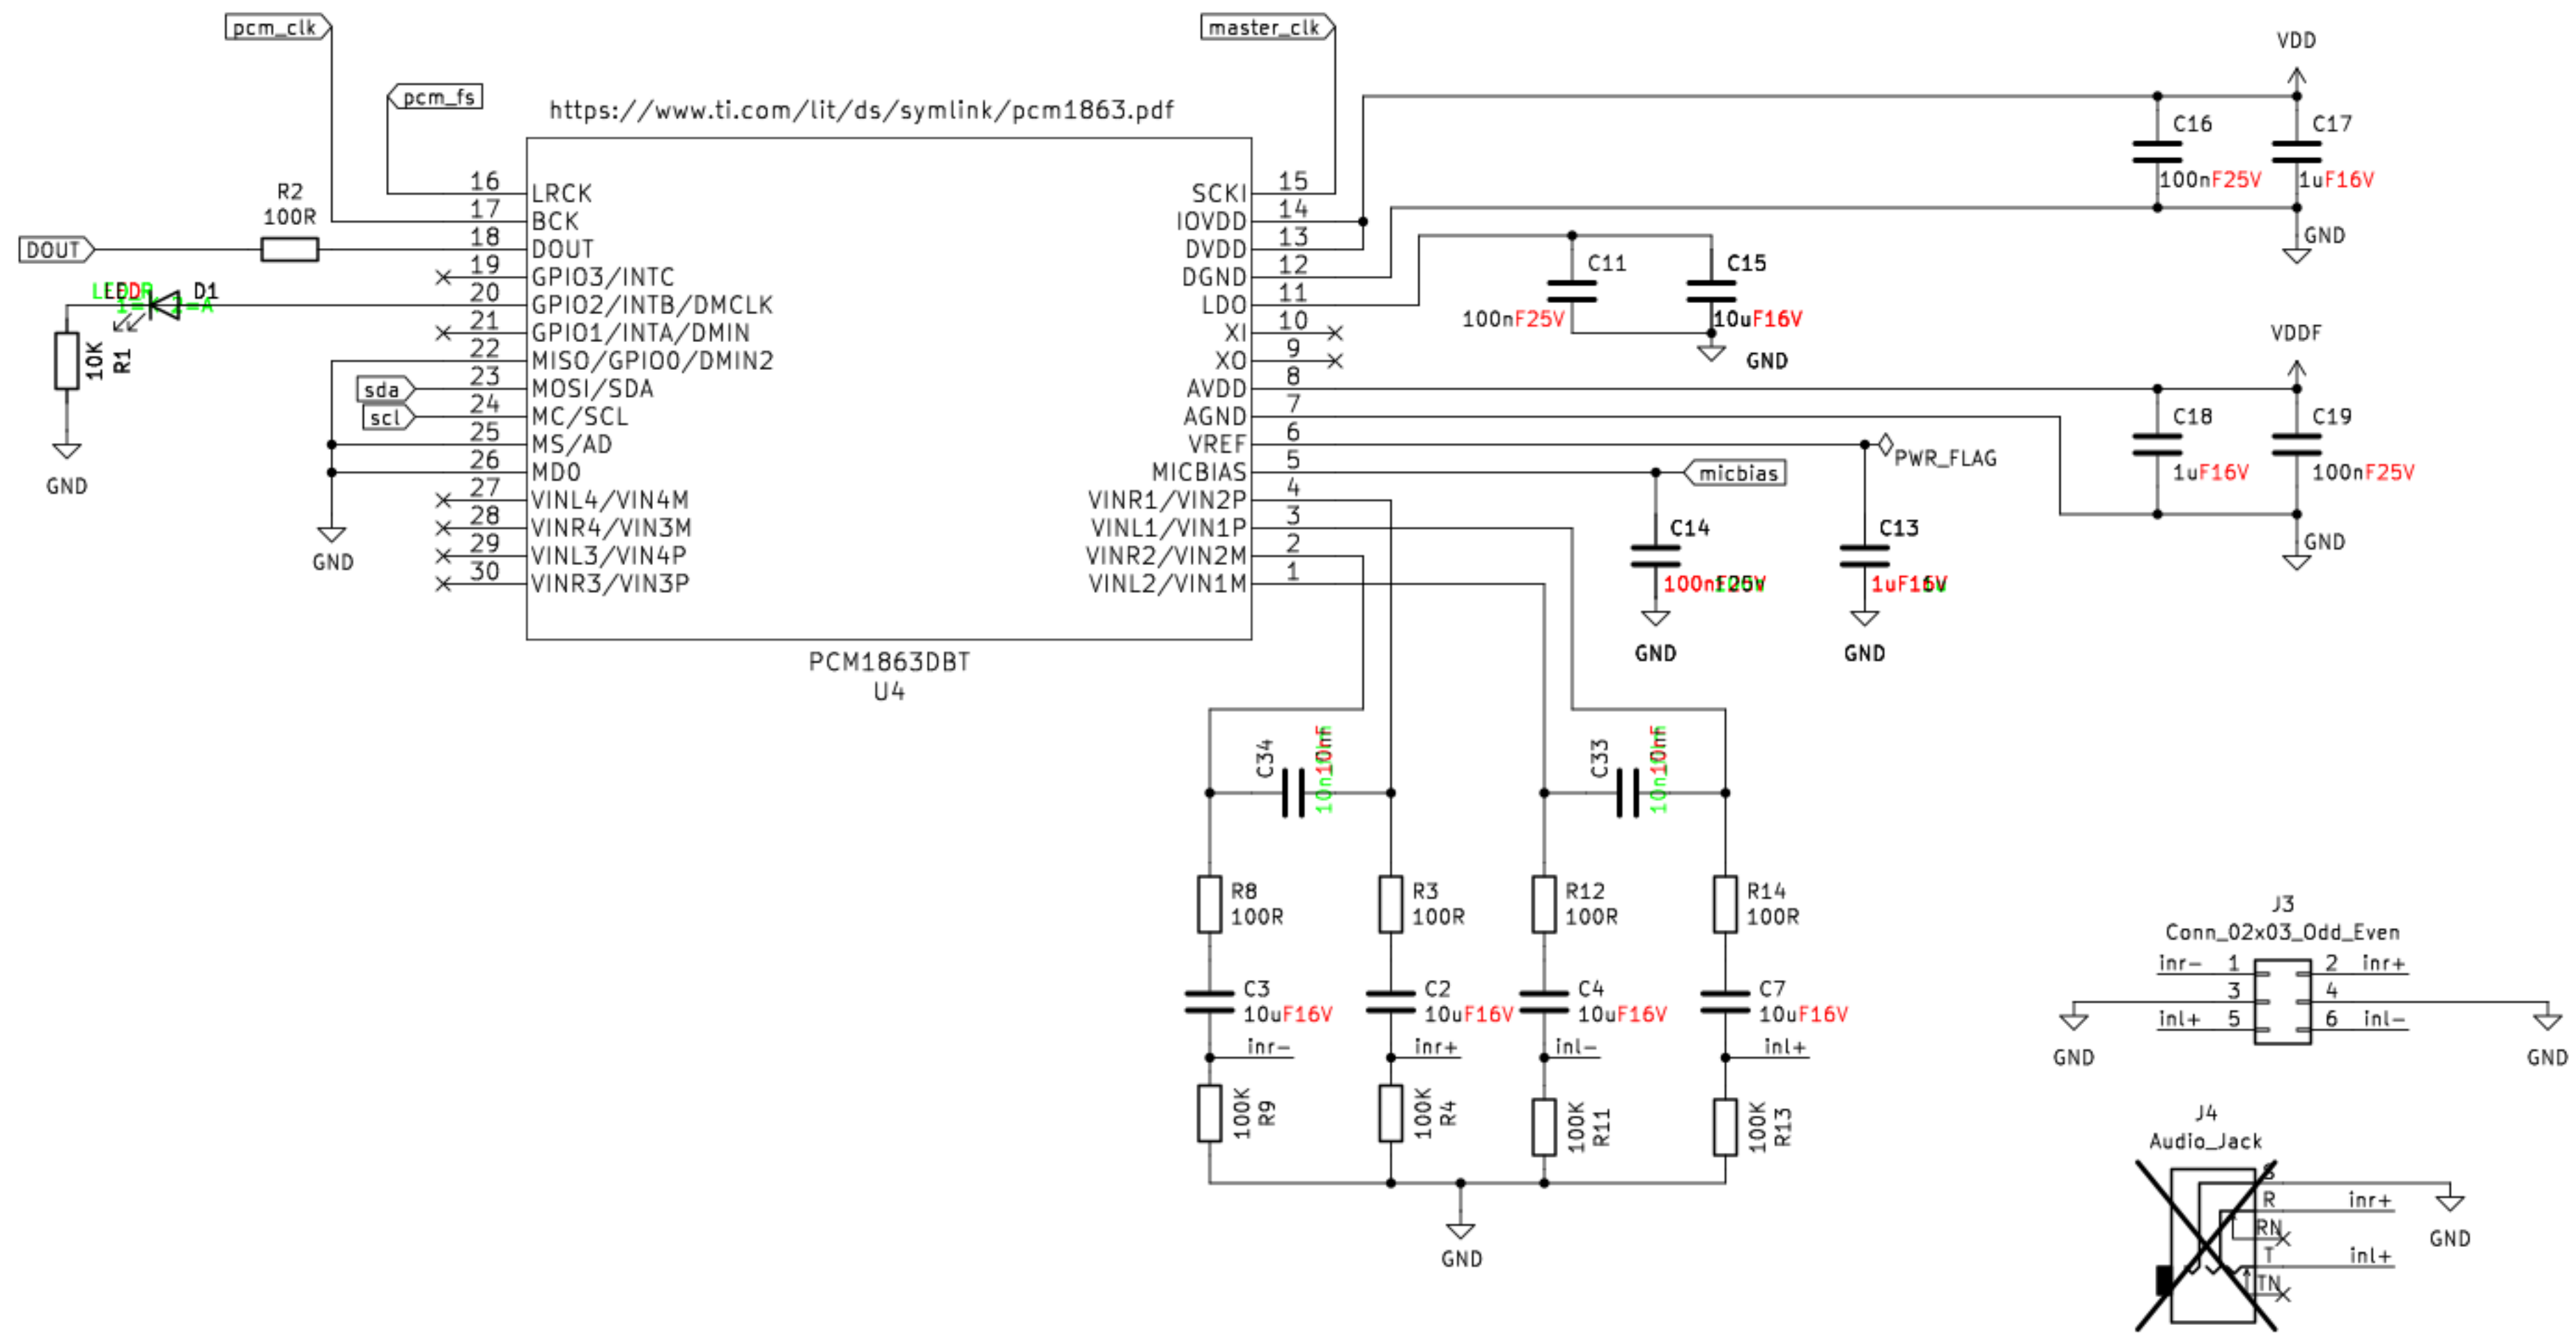 pcm_clk
master_clk
VDD
pcm_fs
https://www.ti.com/lit/ds/symlink/pcm1863.pdf
C16
C17
100nF25V
1uF16V
GND
R2
100R
DOUT
D1
10K
R1
GND
16 LRCK
17 BCK
18 DOUT
19 GPIO3/INTC
20 GPIO2/INTB/DMCLK
21 GPIO1/INTA/DMIN
22 MISO/GPIO0/DMIN2
sda 23 MOSI/SDA
scl 24 MC/SCL
25 MS/AD
26 MD0
27 VINL4/VIN4M
28 VINR4/VIN3M
29 VINL3/VIN4P
30 VINR3/VIN3P
GND
SCKI 15
IOVDD 14
DVDD 13
DGND 12
LDO 11
XI 10
XO 9
AVDD 8
AGND 7
VREF 6
MICBIAS 5
VINR1/VIN2P 4
VINL1/VIN1P 3
VINR2/VIN2M 2
VINL2/VIN1M 1
PCM1863DBT
U4
C11
C15
100nF25V
10uF16V
GND
VDDF
C18
C19
1uF16V
100nF25V
GND
PWR_FLAG
micbias
C14
C13
GND
GND
C34
C33
R8
100R
R3
100R
R12
100R
R14
100R
C3
10uF16V
C2
10uF16V
C4
10uF16V
C7
10uF16V
inr-
inr+
inl-
inl+
100K
R9
100K
R4
100K
R11
100K
R13
GND
J3
Conn_02x03_Odd_Even
inr- 1 2 inr+
3 4
inl+ 5 6 inl-
GND
GND
J4
Audio_Jack
S
R inr+
RN
T inl+
TN
GND